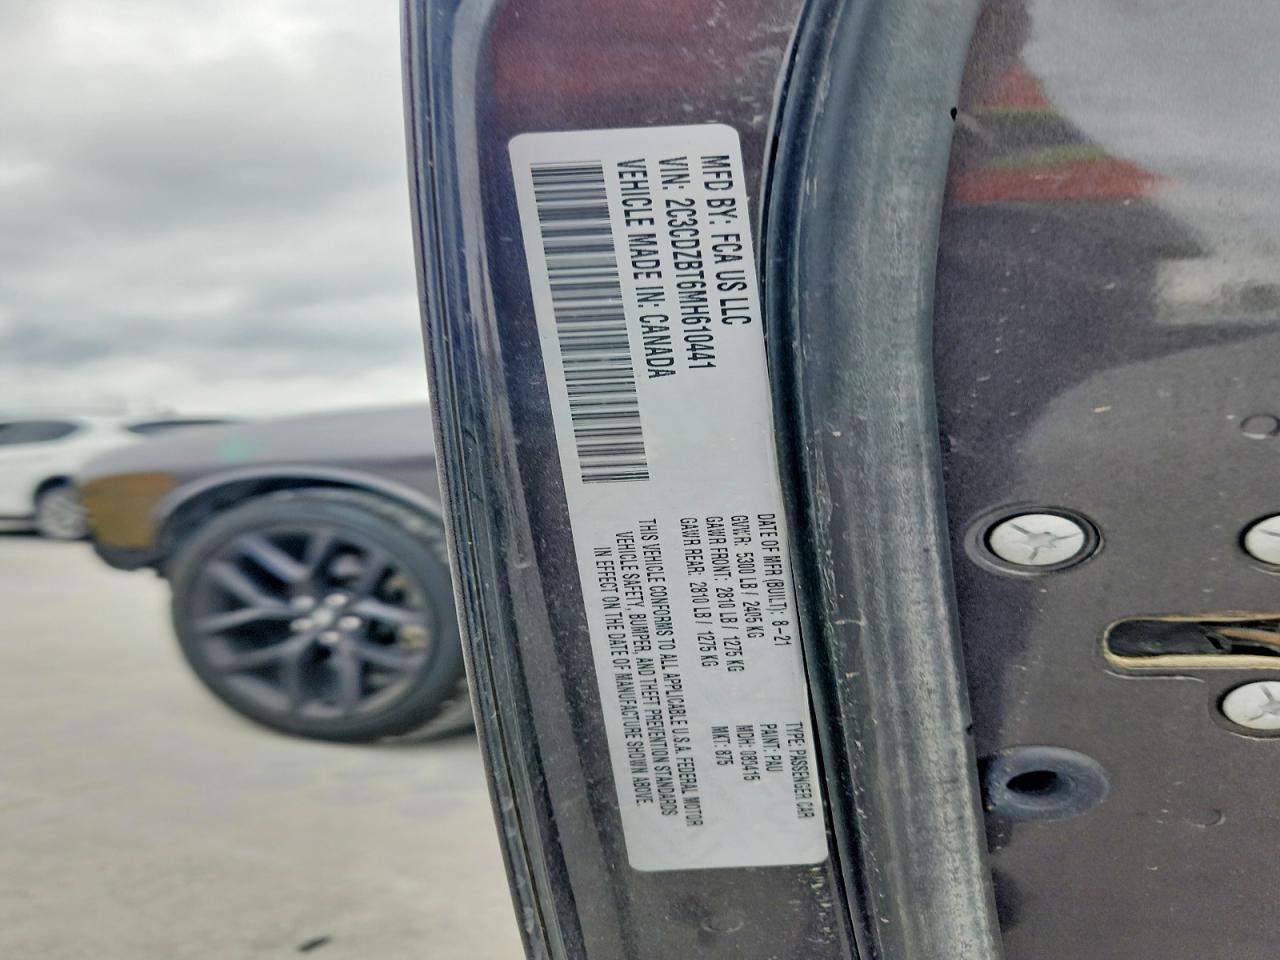 MFD BY: FCA US LLC
VIN: 2C3CDZBT6MH610441
VEHICLE MADE IN: CANADA
DATE OF MFR (BUILT): 8-21
GVWR: 5300 LB / 2405 KG
GAWR FRONT: 2810 LB / 1275 KG
GAWR REAR: 2810 LB / 1275 KG
TYPE: PASSENGER CAR
PAINT: PAU
MDH: 080415
MKT: 875
THIS VEHICLE CONFORMS TO ALL APPLICABLE U.S.A. FEDERAL MOTOR
VEHICLE SAFETY, BUMPER, AND THEFT PREVENTION STANDARDS
IN EFFECT ON THE DATE OF MANUFACTURE SHOWN ABOVE.